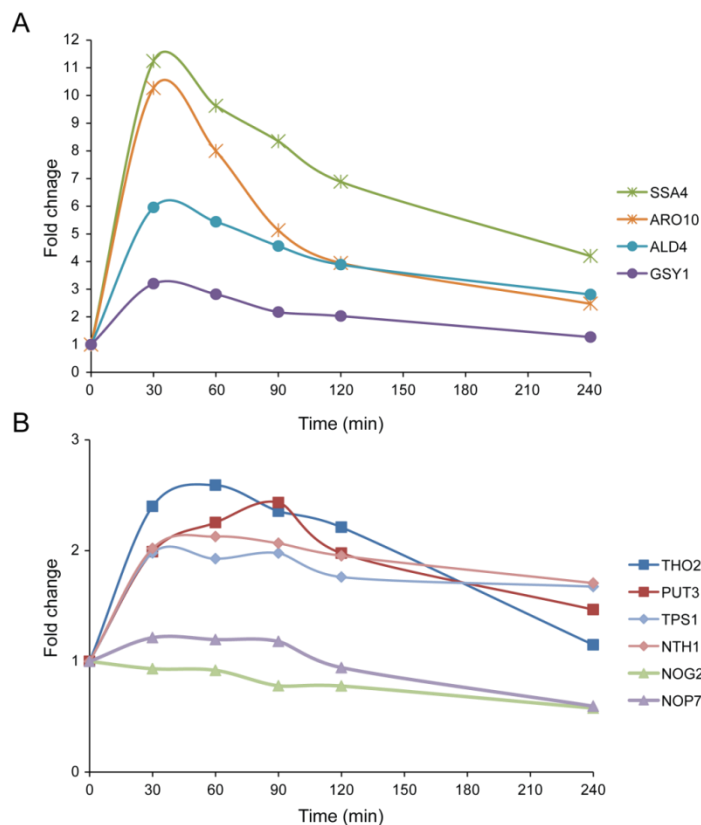 A
12
11
10
9
8
7
6
5
4
3
2
1
0
Fold chnage
0 30 60 90 120 150 180 210 240
Time (min)
SSA4
ARO10
ALD4
GSY1
B
3
2
1
0
Fold change
0 30 60 90 120 150 180 210 240
Time (min)
THO2
PUT3
TPS1
NTH1
NOG2
NOP7